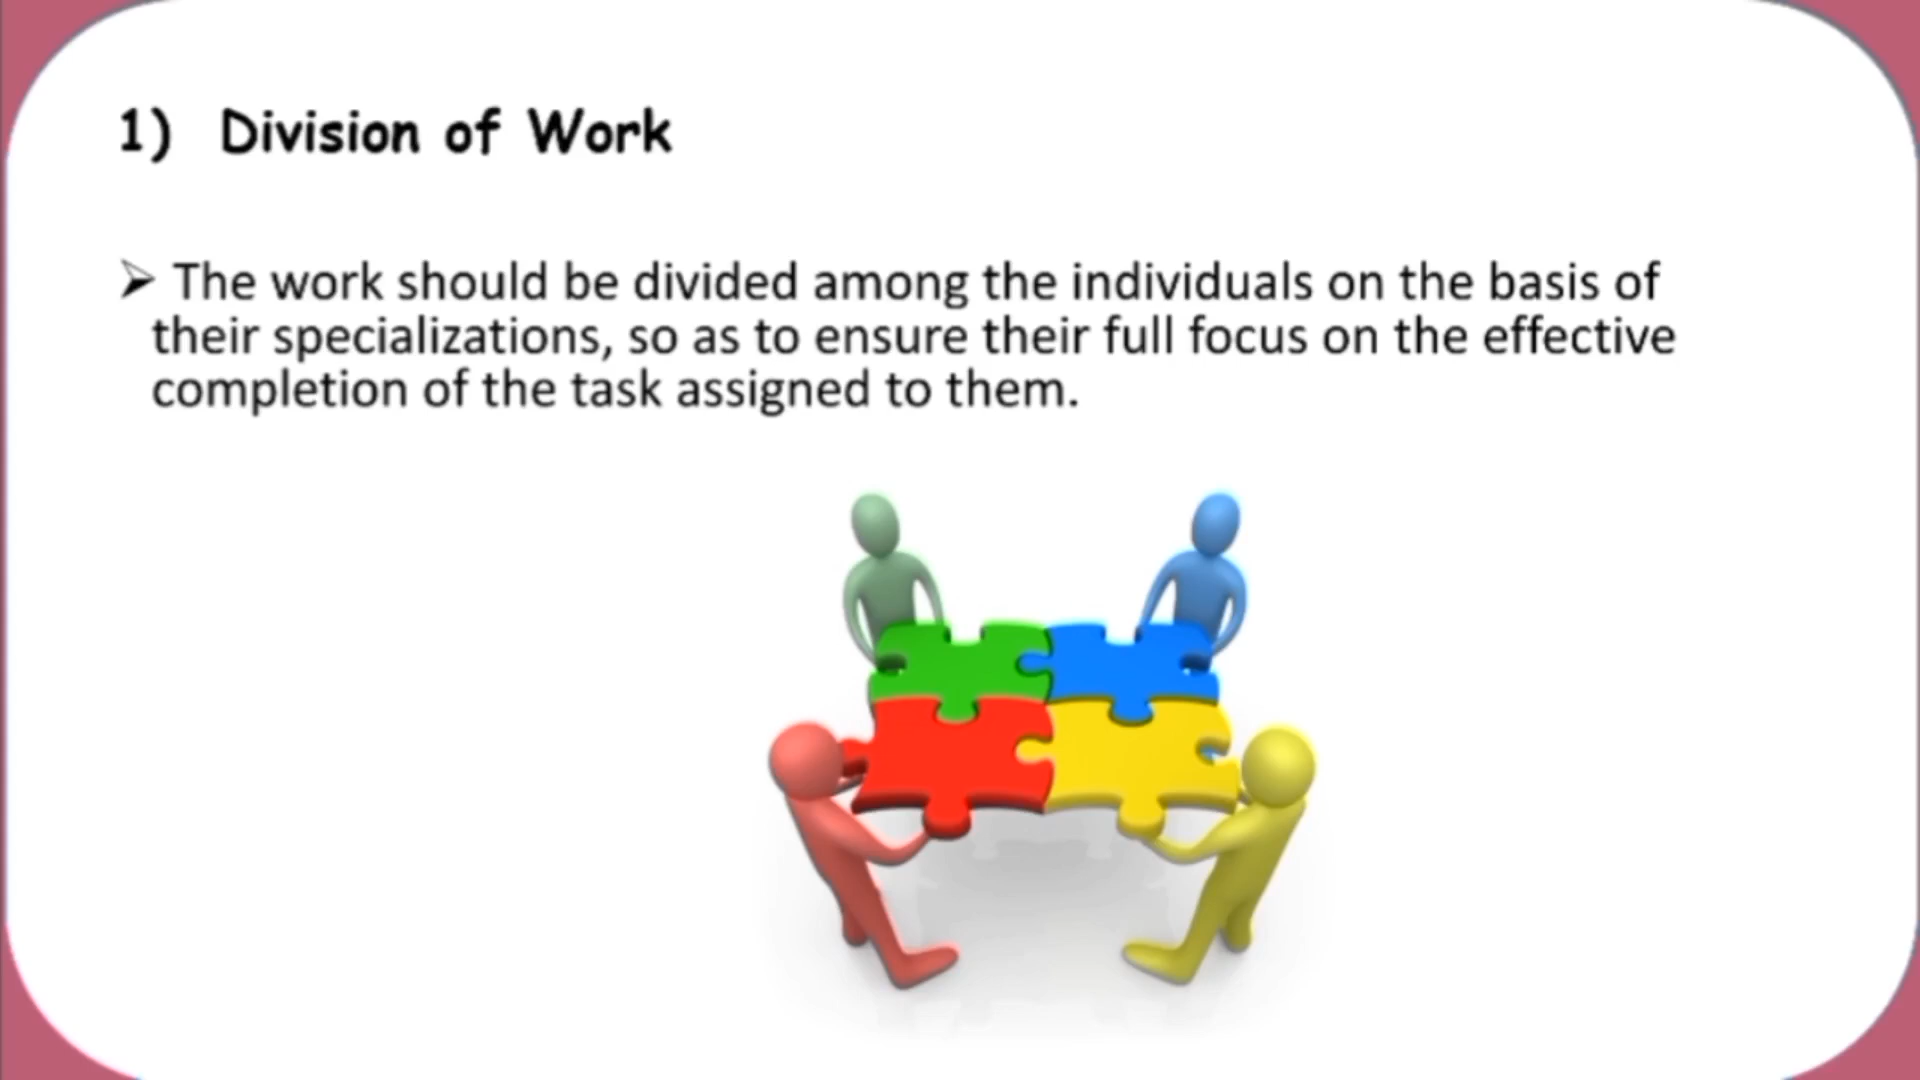 1) Division of Work
➢ The work should be divided among the individuals on the basis of
their specializations, so as to ensure their full focus on the effective
completion of the task assigned to them.